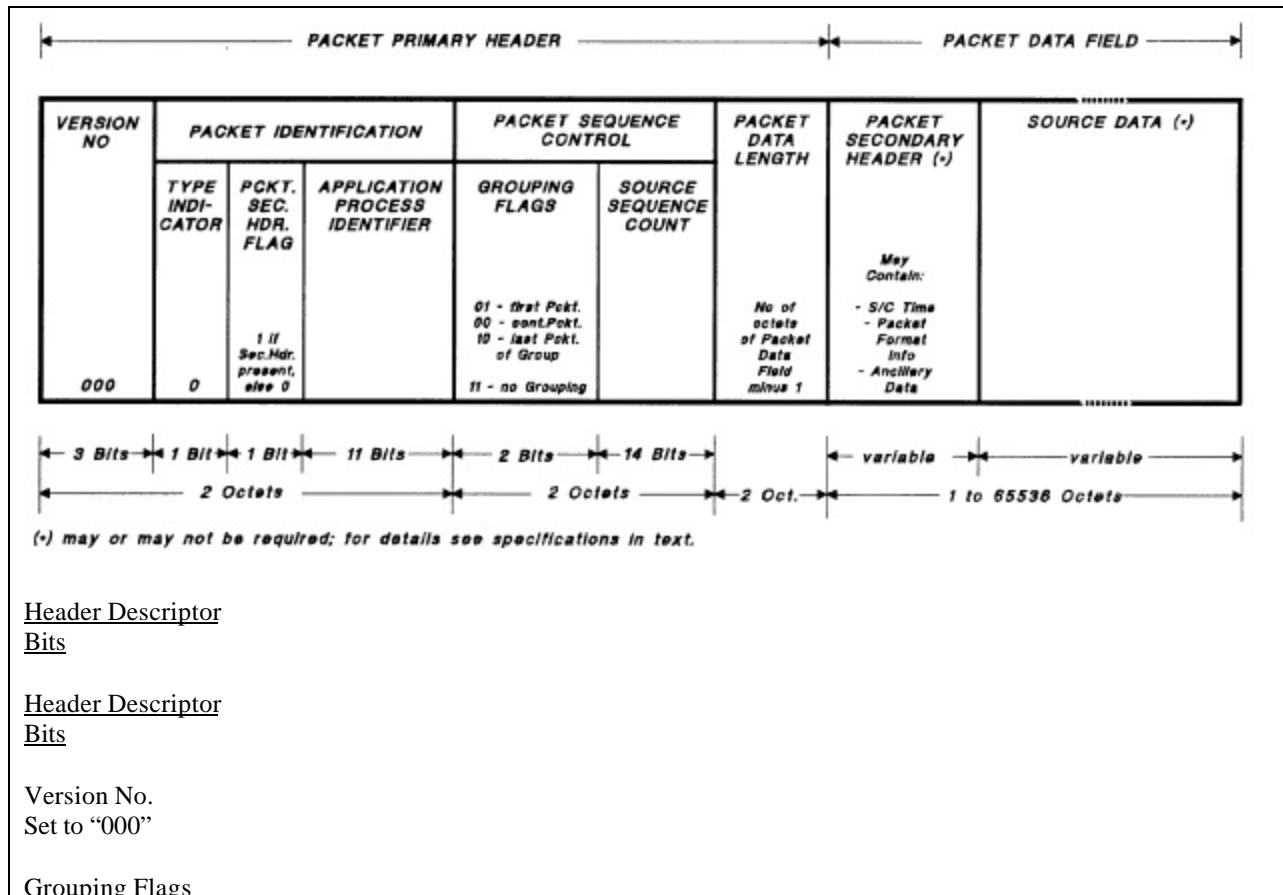 PACKET PRIMARY HEADER
PACKET DATA FIELD
VERSION
NO
PACKET IDENTIFICATION
PACKET SEQUENCE
CONTROL
PACKET
DATA
LENGTH
PACKET
SECONDARY
HEADER (*)
SOURCE DATA (*)
TYPE
INDI-
CATOR
PCKT.
SEC.
HDR.
FLAG
APPLICATION
PROCESS
IDENTIFIER
GROUPING
FLAGS
SOURCE
SEQUENCE
COUNT
000
0
1 if
Sec.Hdr.
present,
else 0
01 - first Pckt.
00 - cont.Pckt.
10 - last Pckt.
of Group
11 - no Grouping
No of
octets
of Packet
Data
Field
minus 1
May
Contain:
- S/C Time
- Packet
Format
Info
- Ancillary
Data
3 Bits
1 Bit
1 Bit
11 Bits
2 Bits
14 Bits
variable
variable
2 Octets
2 Octets
2 Oct.
1 to 65536 Octets
(*) may or may not be required; for details see specifications in text.
Header Descriptor
Bits
Header Descriptor
Bits
Version No.
Set to “000”
Grouping Flags